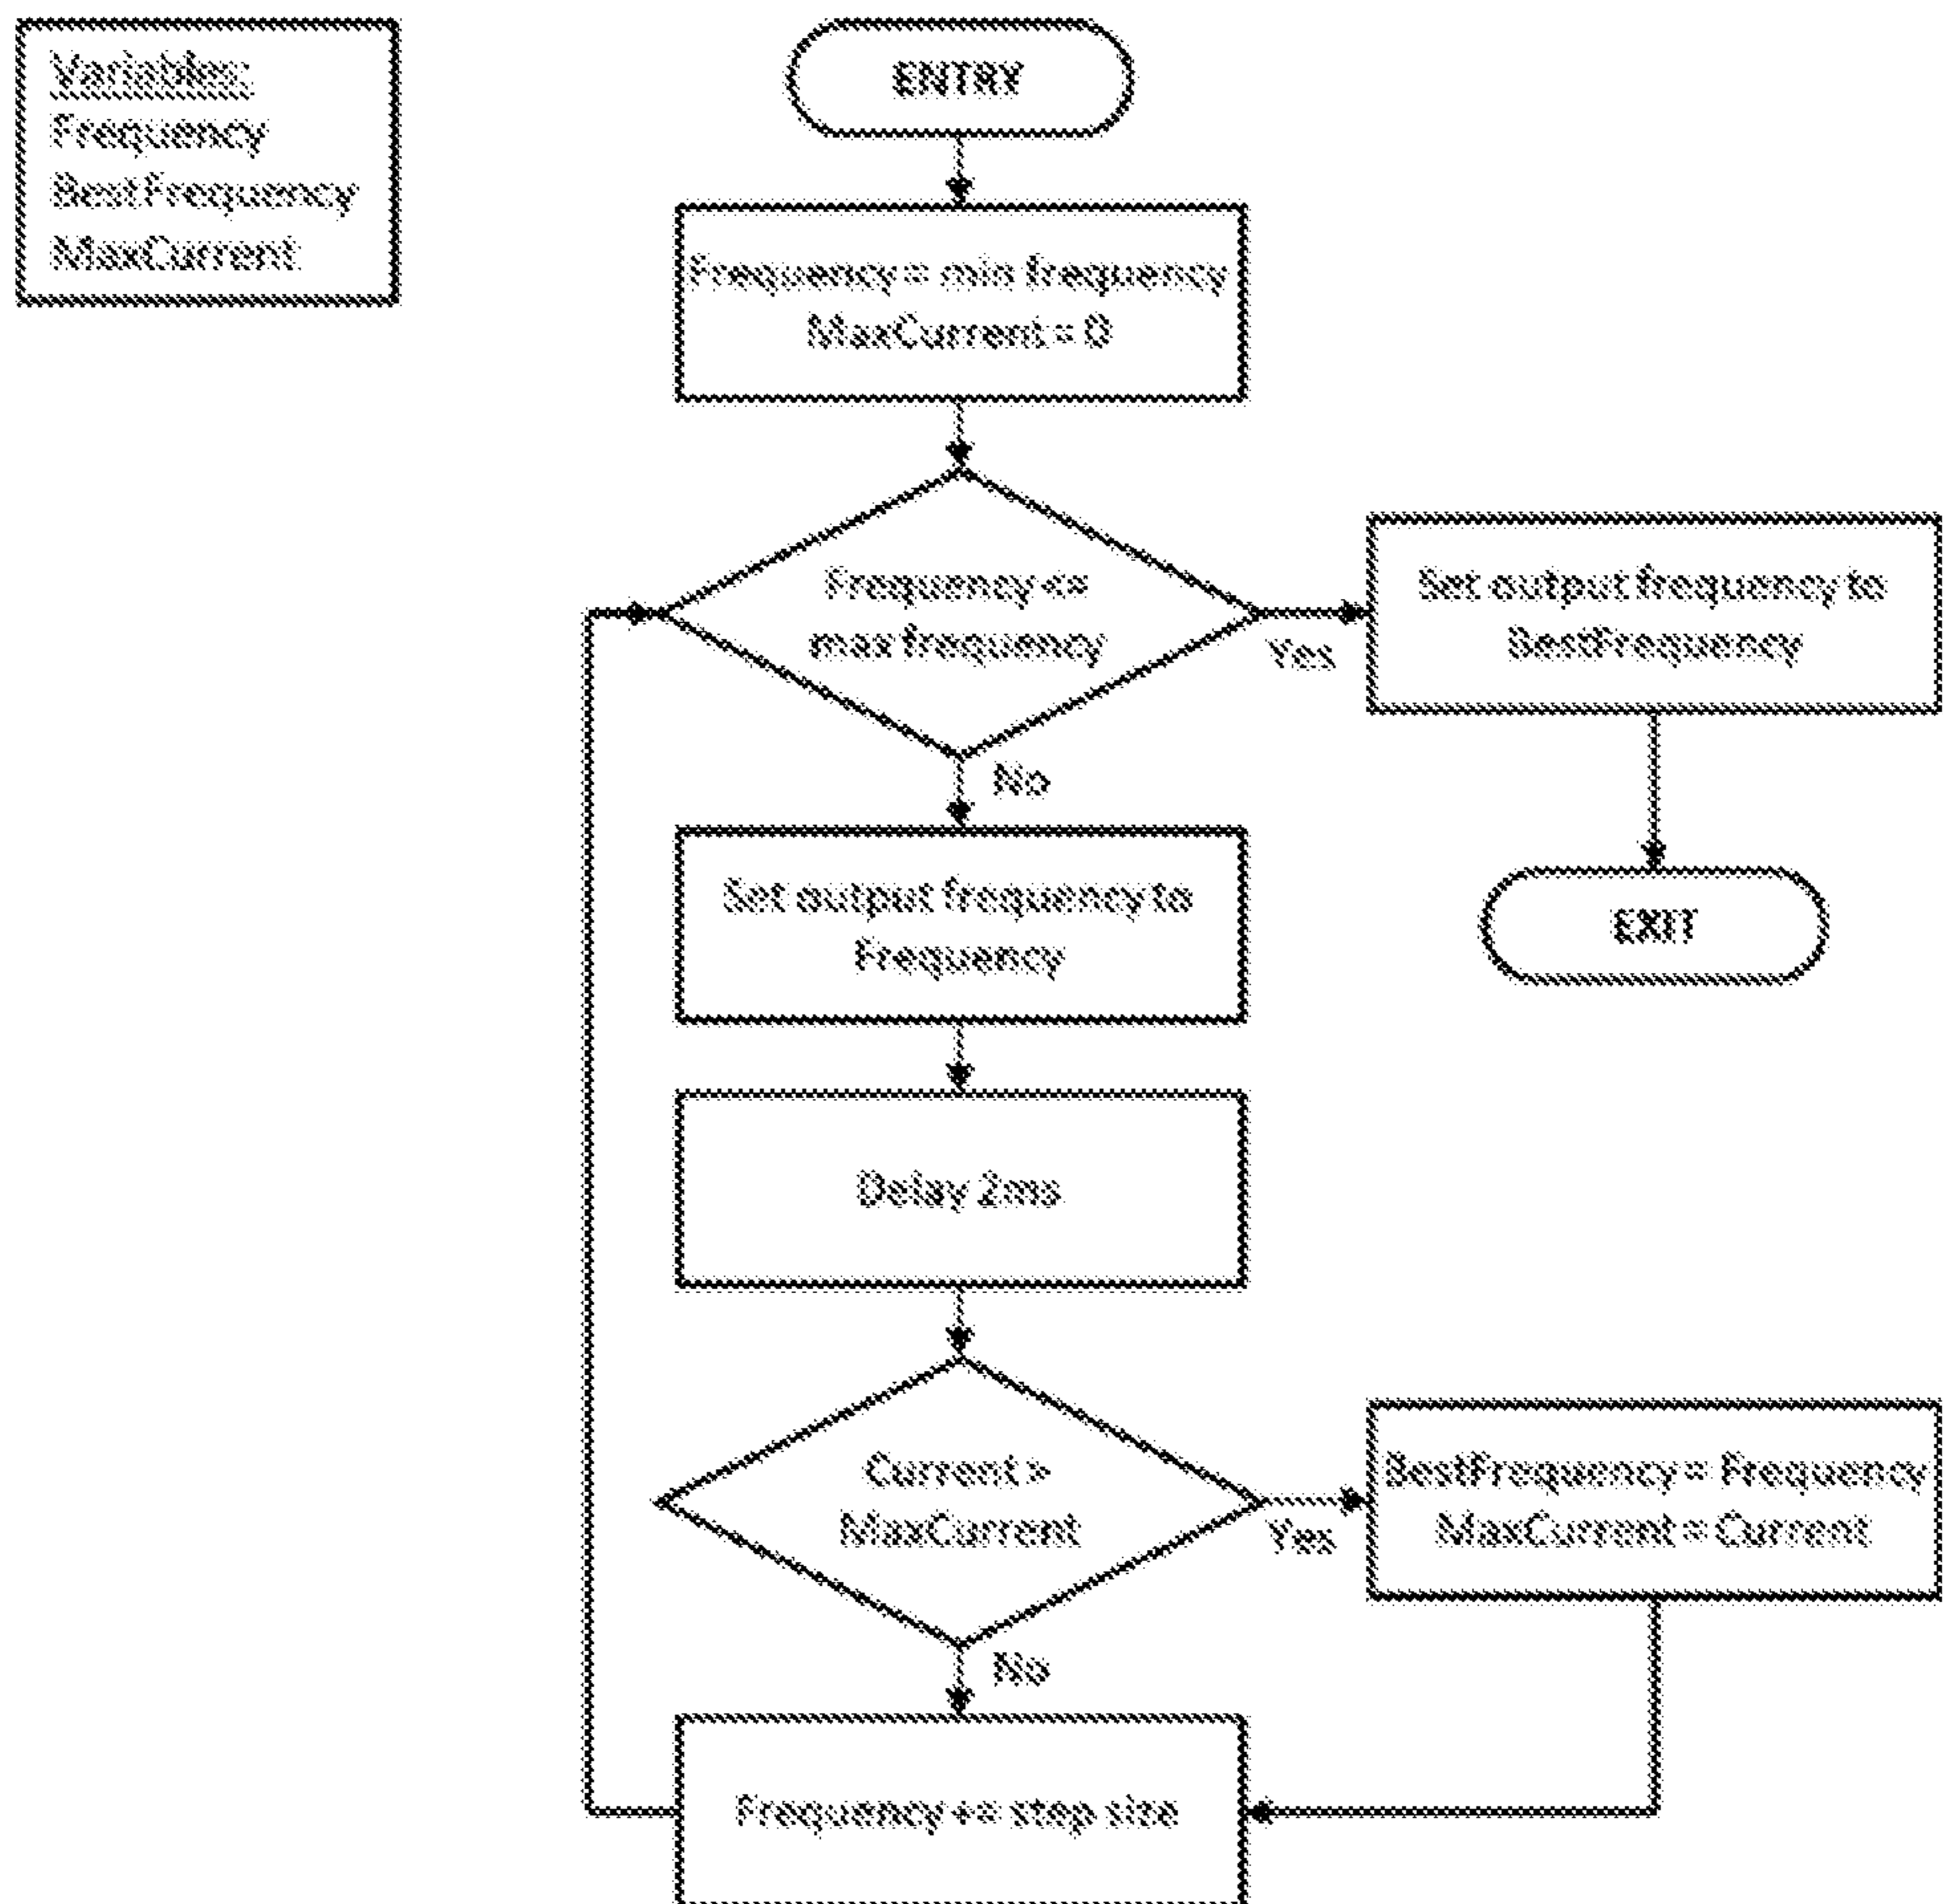 Variables:
Frequency
BestFrequency
MaxCurrent
ENTRY
Frequency = min frequency
MaxCurrent = 0
Frequency <=
max frequency
Yes
Set output frequency to
BestFrequency
No
Set output frequency to
Frequency
EXIT
Delay 2ms
Current >
MaxCurrent
Yes
BestFrequency = Frequency
MaxCurrent = Current
No
Frequency += step size